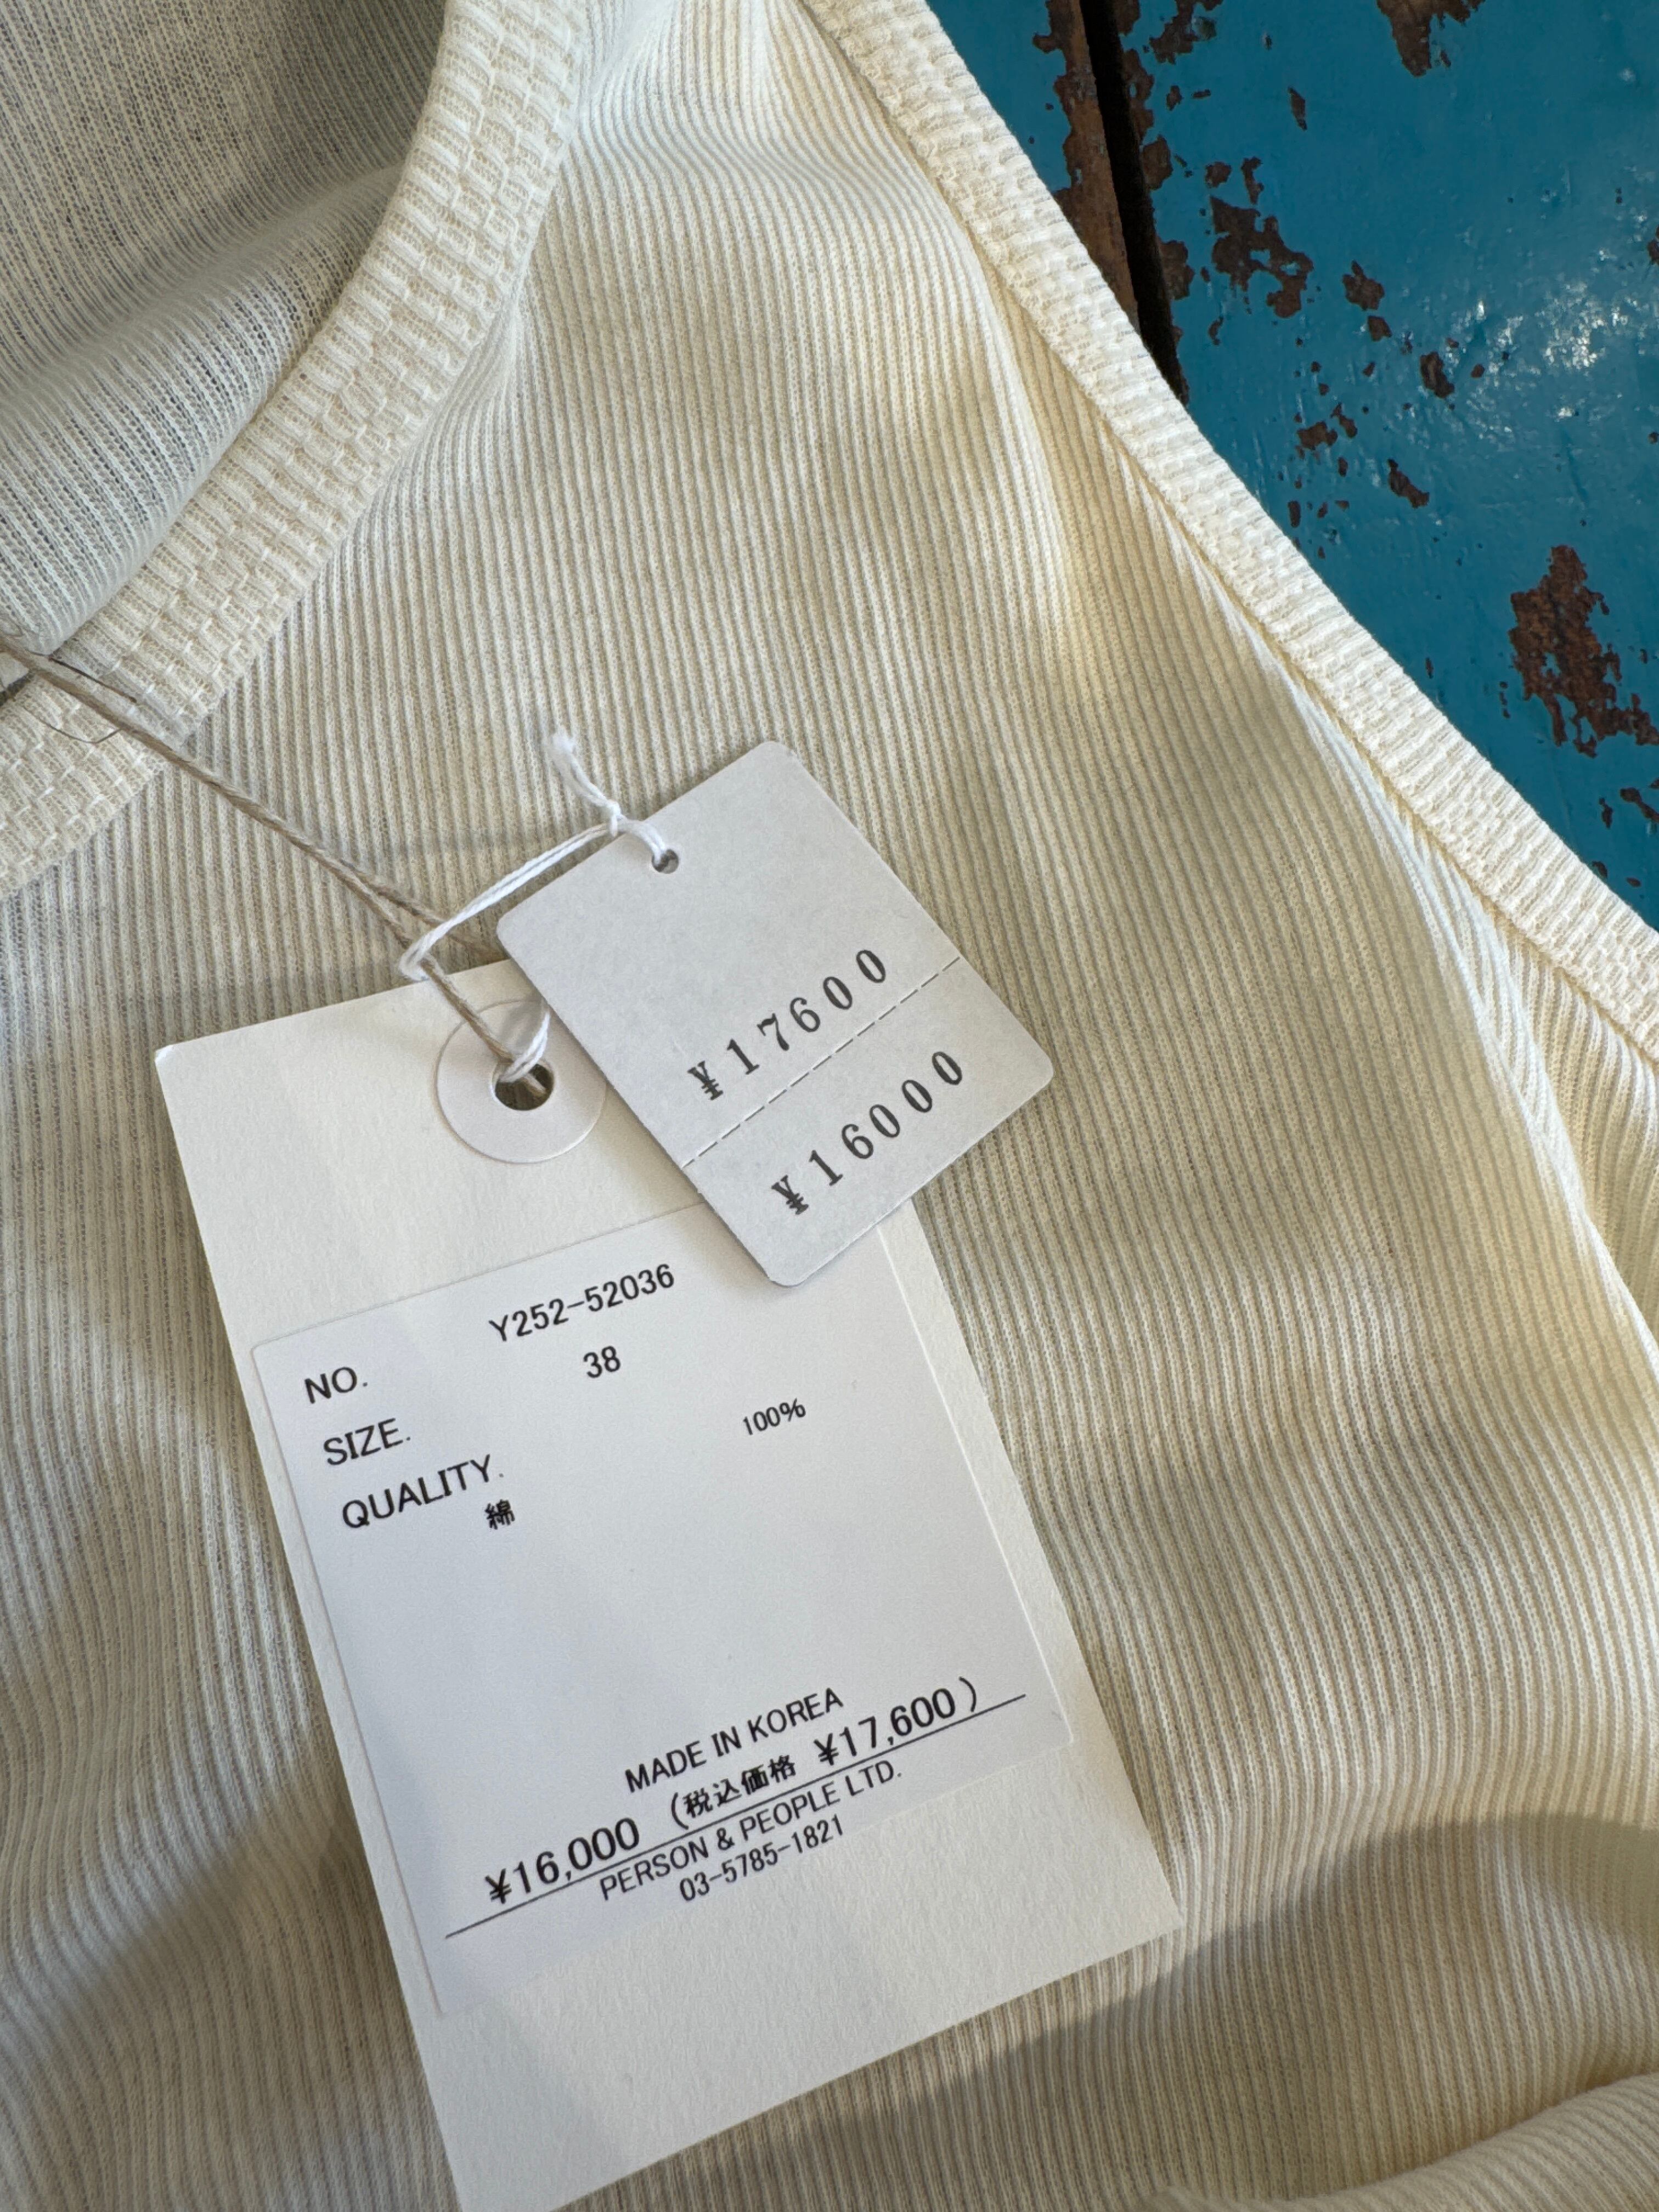 ¥17600
¥16000
NO. Y252-52036
SIZE. 38
QUALITY.
綿 100%
MADE IN KOREA
¥16,000 (税込価格 ¥17,600)
PERSON & PEOPLE LTD.
03-5785-1821